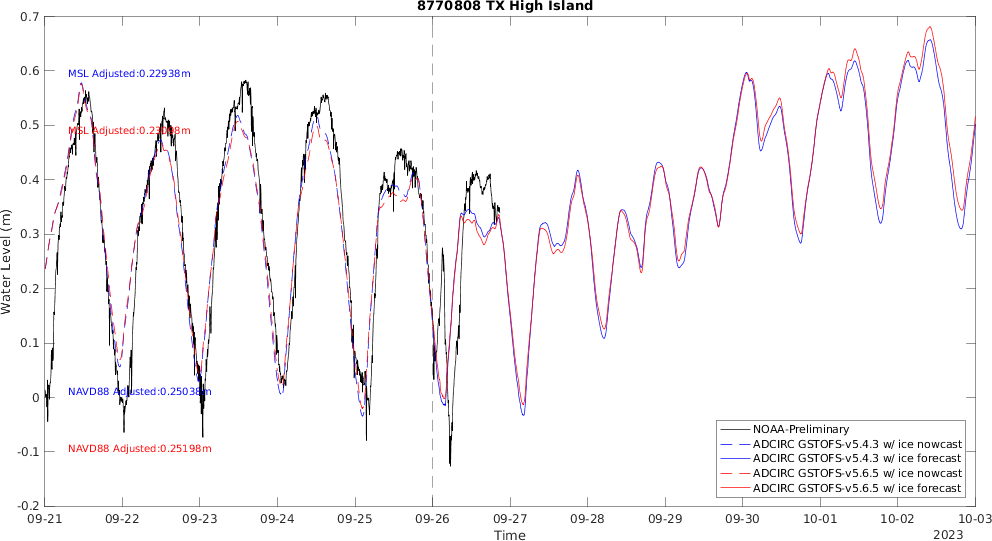 8770808 TX High Island
Water Level (m)
0.7
0.6
0.5
0.4
0.3
0.2
0.1
0
-0.1
-0.2
MSL Adjusted:0.22938m
MSL Adjusted:0.23098m
NAVD88 Adjusted:0.25038m
NAVD88 Adjusted:0.25198m
NOAA-Preliminary
ADCIRC GSTOFS-v5.4.3 w/ ice nowcast
ADCIRC GSTOFS-v5.4.3 w/ ice forecast
ADCIRC GSTOFS-v5.6.5 w/ ice nowcast
ADCIRC GSTOFS-v5.6.5 w/ ice forecast
09-21 09-22 09-23 09-24 09-25 09-26 09-27 09-28 09-29 09-30 10-01 10-02 10-03
Time
2023